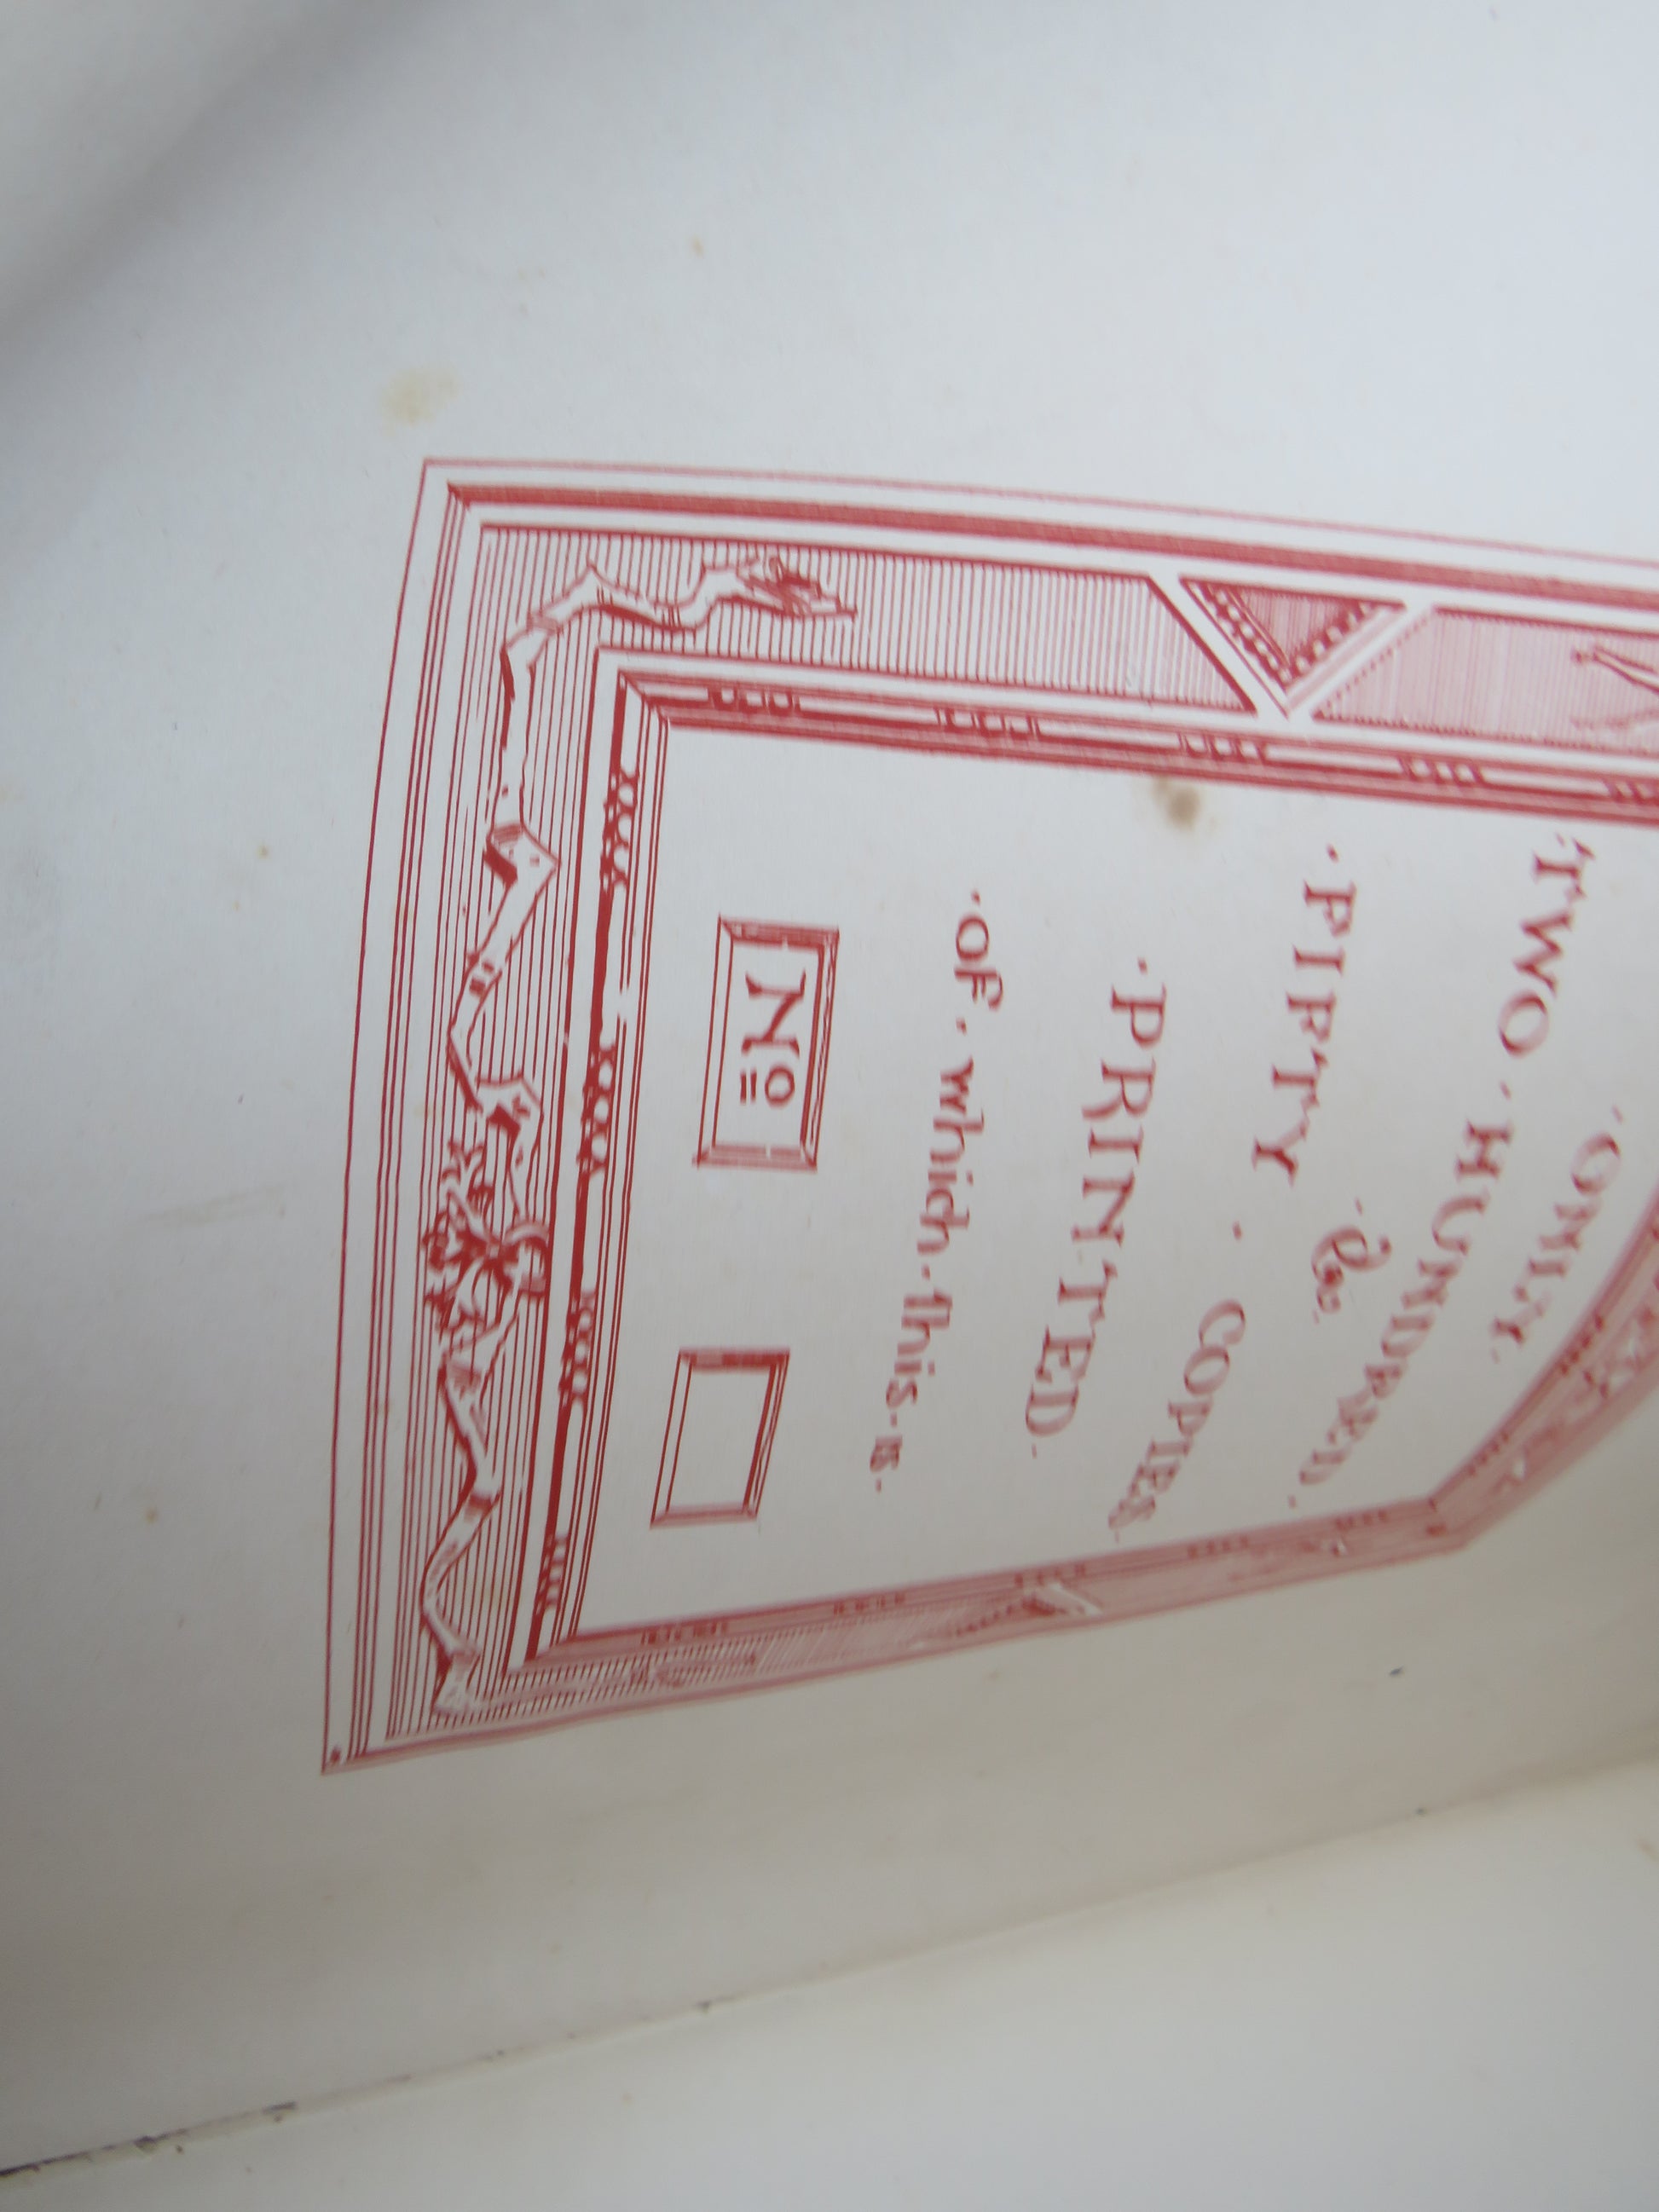 ·ONLY·
·TWO·HUNDRED·
·&·
·FIFTY· COPIES·
·PRINTED·
·OF·which·this·is·
Nº